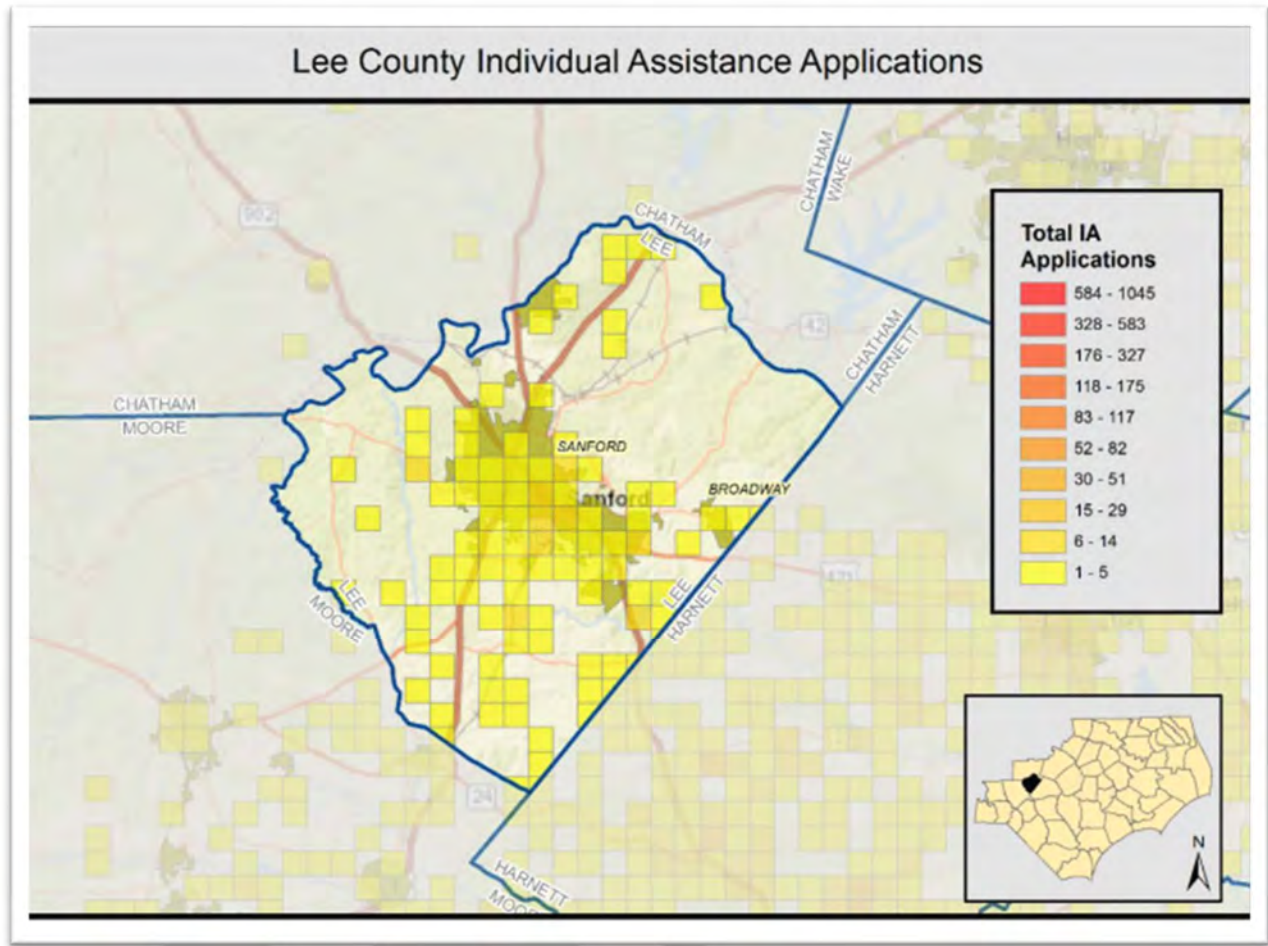 Lee County Individual Assistance Applications
CHATHAM
WAKE
902
CHATHAM
LEE
42
CHATHAM
HARNETT
CHATHAM
MOORE
SANFORD
Sanford
BROADWAY
421
LEE
MOORE
LEE
HARNETT
24
HARNETT
Total IA
Applications
584 - 1045
328 - 583
176 - 327
118 - 175
83 - 117
52 - 82
30 - 51
15 - 29
6 - 14
1 - 5
N